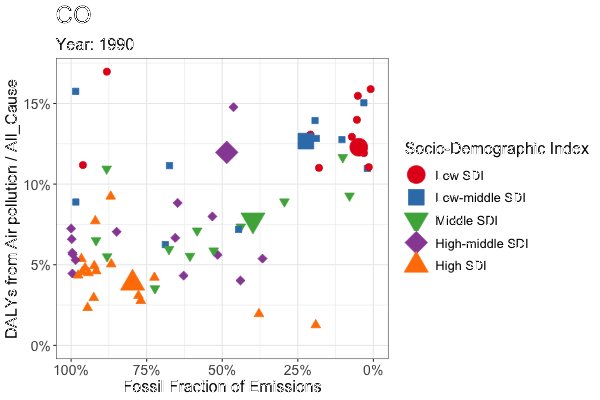 CO
Year: 1990
DALYs from Air pollution / All_Cause
15%
10%
5%
0%
100% 75% 50% 25% 0%
Fossil Fraction of Emissions
Socio-Demographic Index
Low SDI
Low-middle SDI
Middle SDI
High-middle SDI
High SDI